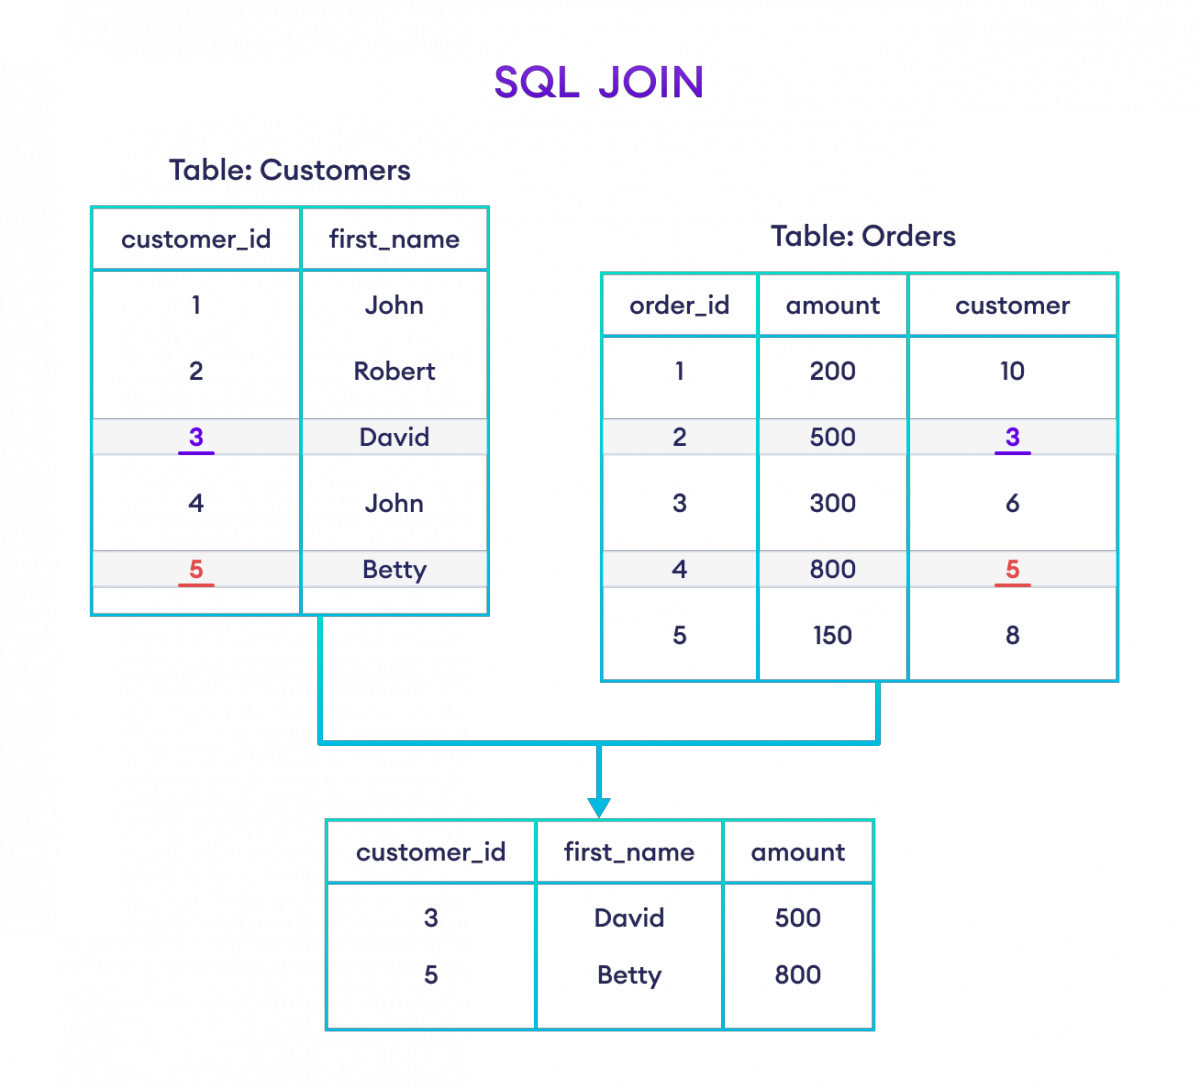 SQL JOIN
Table: Customers
customer_id first_name
1 John
2 Robert
3 David
4 John
5 Betty
Table: Orders
order_id amount customer
1 200 10
2 500 3
3 300 6
4 800 5
5 150 8
customer_id first_name amount
3 David 500
5 Betty 800